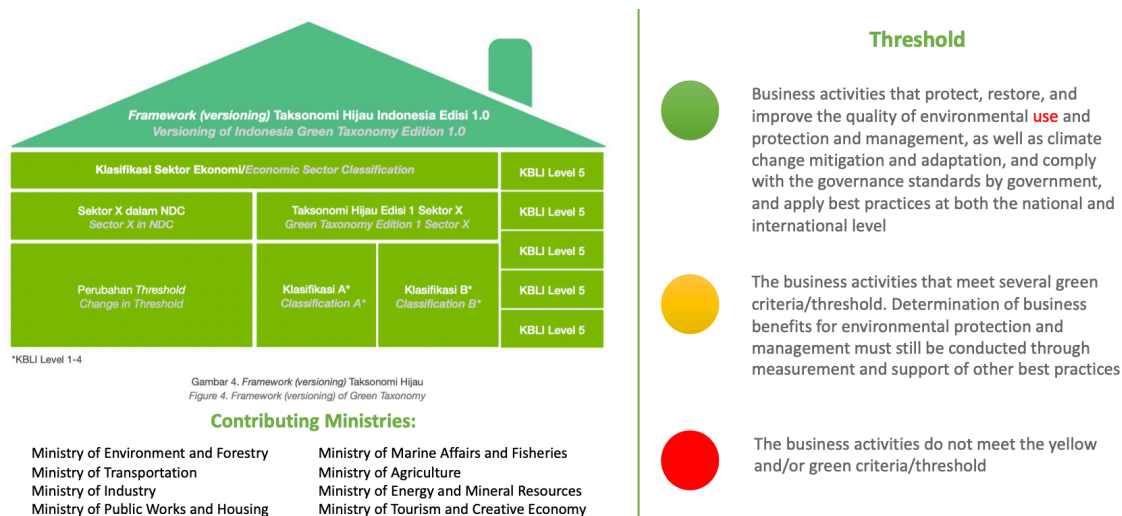 Framework (versioning) Taksonomi Hijau Indonesia Edisi 1.0
Versioning of Indonesia Green Taxonomy Edition 1.0
Klasifikasi Sektor Ekonomi/Economic Sector Classification
KBLI Level 5
Sektor X dalam NDC
Sector X in NDC
Taksonomi Hijau Edisi 1 Sektor X
Green Taxonomy Edition 1 Sector X
KBLI Level 5
KBLI Level 5
Perubahan Threshold
Change in Threshold
Klasifikasi A*
Classification A*
Klasifikasi B*
Classification B*
KBLI Level 5
KBLI Level 5
*KBLI Level 1-4
Gambar 4. Framework (versioning) Taksonomi Hijau
Figure 4. Framework (versioning) of Green Taxonomy
Contributing Ministries:
Ministry of Environment and Forestry
Ministry of Transportation
Ministry of Industry
Ministry of Public Works and Housing
Ministry of Marine Affairs and Fisheries
Ministry of Agriculture
Ministry of Energy and Mineral Resources
Ministry of Tourism and Creative Economy
Threshold
Business activities that protect, restore, and
improve the quality of environmental use and
protection and management, as well as climate
change mitigation and adaptation, and comply
with the governance standards by government,
and apply best practices at both the national and
international level
The business activities that meet several green
criteria/threshold. Determination of business
benefits for environmental protection and
management must still be conducted through
measurement and support of other best practices
The business activities do not meet the yellow
and/or green criteria/threshold